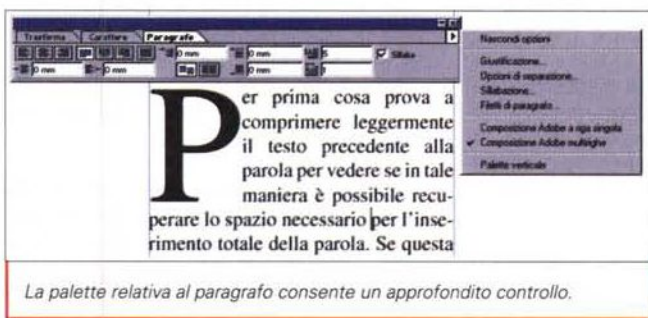 Trasforma Carattere Paragrafo
0 mm 0 mm 5 Sillaba
0 mm 0 mm 0 mm 1
Nascondi opzioni
Giustificazione...
Opzioni di separazione...
Sillabazione...
Filetti di paragrafo...
Composizione Adobe a riga singola
✓ Composizione Adobe multirighe
Palette verticale
Per prima cosa prova a
comprimere leggermente
il testo precedente alla
parola per vedere se in tale
maniera è possibile recu-
perare lo spazio necessario per l'inse-
rimento totale della parola. Se questa
La palette relativa al paragrafo consente un approfondito controllo.